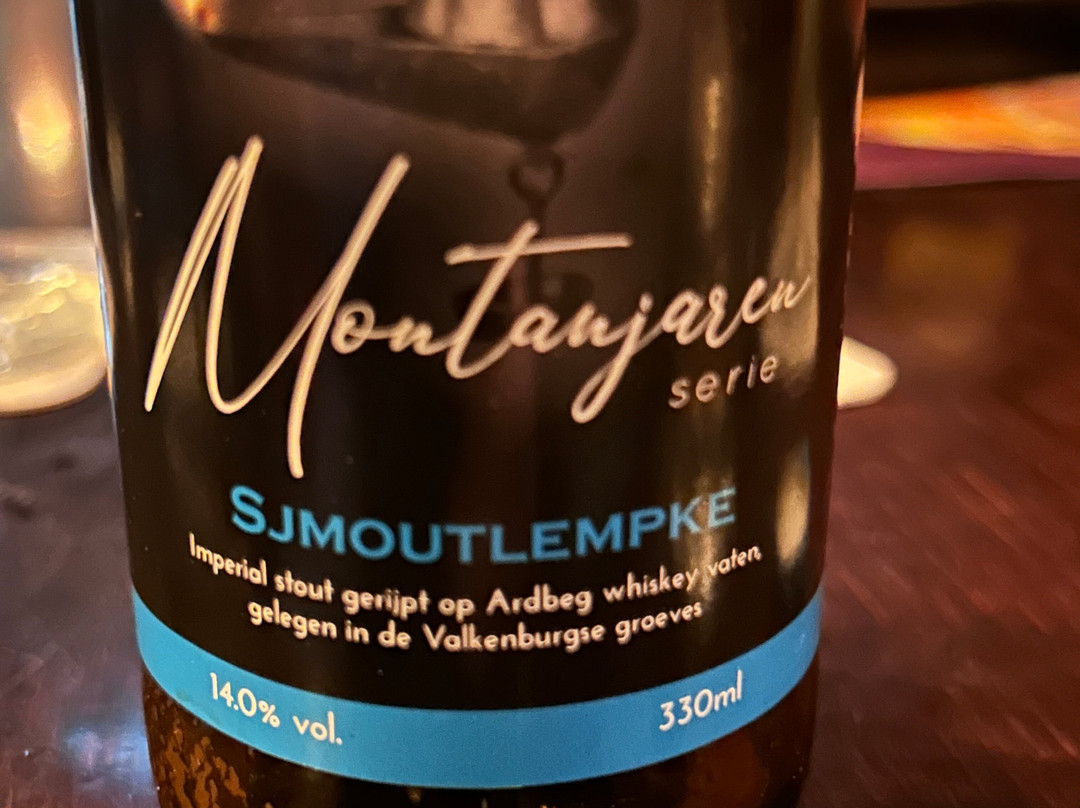 Montanjaren
serie
SJMOUTLEMPKE
Imperial stout gerijpt op Ardbeg whiskey vaten,
gelegen in de Valkenburgse groeves
14.0% vol.
330ml